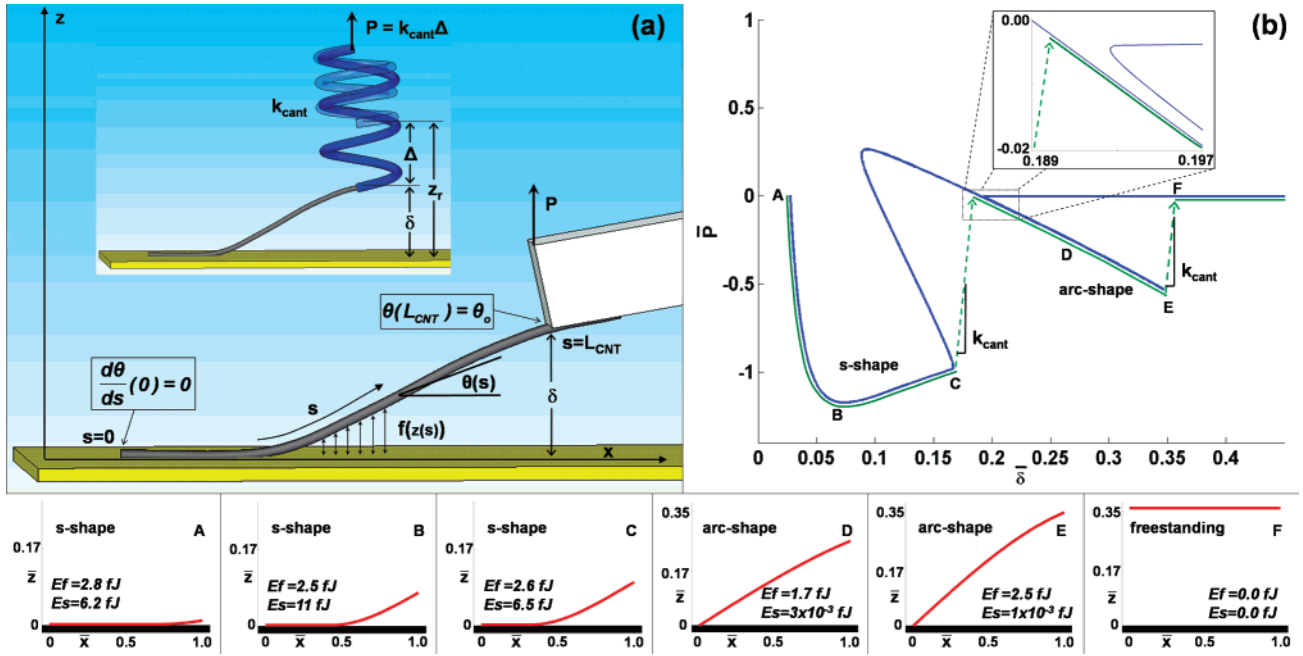 z
(a)
P = k_cant Δ
k_cant
Δ
z_r
δ
P
θ(L_CNT) = θ_o
s=L_CNT
dθ/ds (0) = 0
θ(s)
s
δ
s=0
f(z(s))
x
(b)
1
0.5
0
-0.5
-1
P̅
0
0.05
0.1
0.15
0.2
0.25
0.3
0.35
0.4
δ̅
0.00
-0.02
0.189
0.197
A
F
D
arc-shape
k_cant
E
k_cant
s-shape
C
B
s-shape A
0.17
z̅
Ef =2.8 fJ
Es=6.2 fJ
0
0 x̅ 0.5 1.0
s-shape B
0.17
z̅
Ef =2.5 fJ
Es=11 fJ
0
0 x̅ 0.5 1.0
s-shape C
0.17
z̅
Ef =2.6 fJ
Es=6.5 fJ
0
0 x̅ 0.5 1.0
0.35
arc-shape D
0.17
z̅
Ef=1.7 fJ
Es=3x10⁻³ fJ
0
0 x̅ 0.5 1.0
0.35
arc-shape E
0.17
z̅
Ef =2.5 fJ
Es=1x10⁻³ fJ
0
0 x̅ 0.5 1.0
0.35
freestanding F
0.17
z̅
Ef=0.0 fJ
Es=0.0 fJ
0
0 x̅ 0.5 1.0